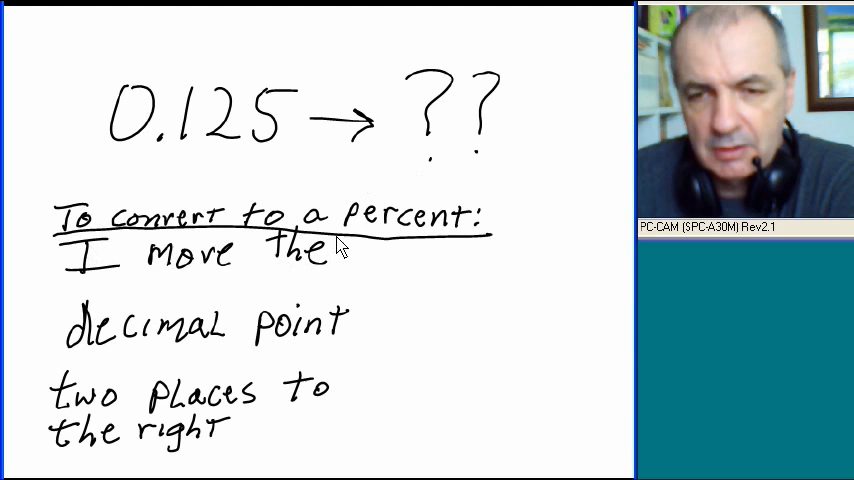 0.125 → ??
To convert to a percent:
I move the
decimal point
two places to
the right
PC-CAM (SPC-A30M) Rev2.1